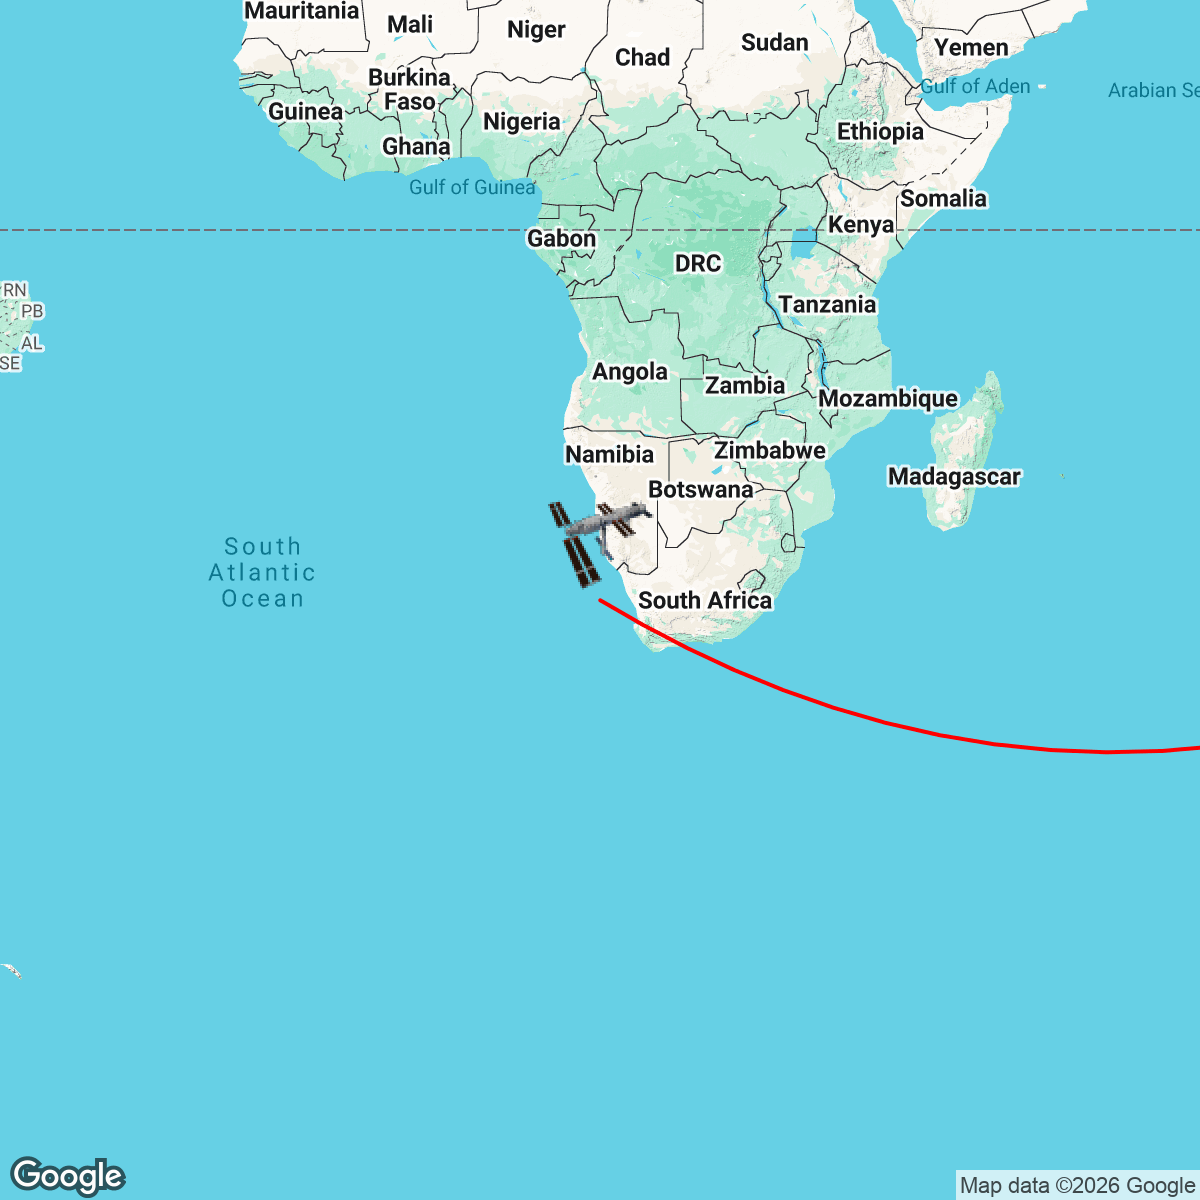 Mauritania
Mali
Niger
Chad
Sudan
Yemen
Gulf of Aden
Arabian Se
Burkina
Faso
Guinea
Nigeria
Ghana
Ethiopia
Gulf of Guinea
Somalia
Kenya
Gabon
DRC
RN
PB
AL
SE
Tanzania
Angola
Zambia
Mozambique
Namibia
Zimbabwe
Botswana
Madagascar
South
Atlantic
Ocean
South Africa
Google
Map data ©2026 Google